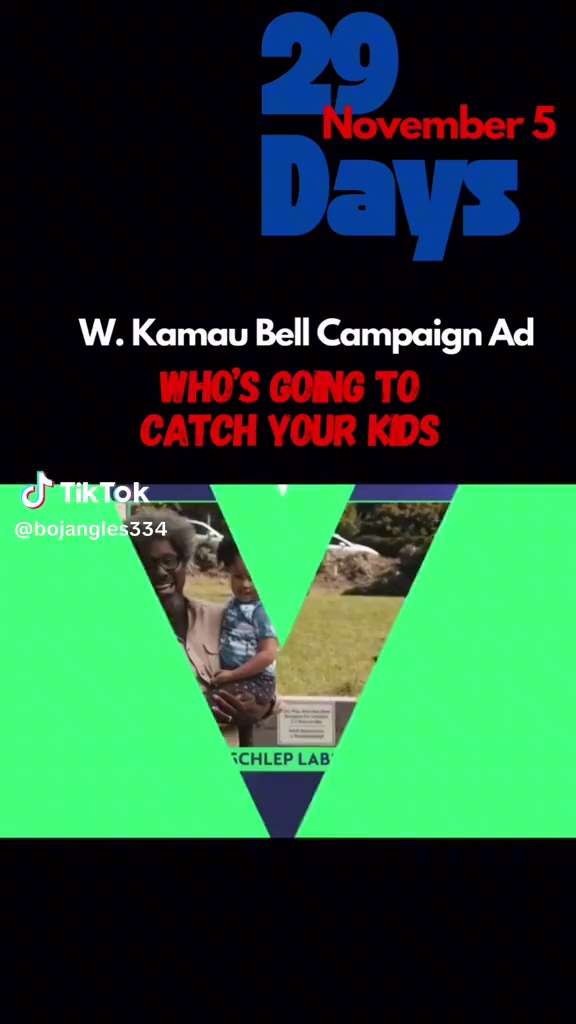 29
November 5
Days
W. Kamau Bell Campaign Ad
WHO'S GOING TO
CATCH YOUR KIDS
TikTok
@bojangles334
SCHLEP LAB